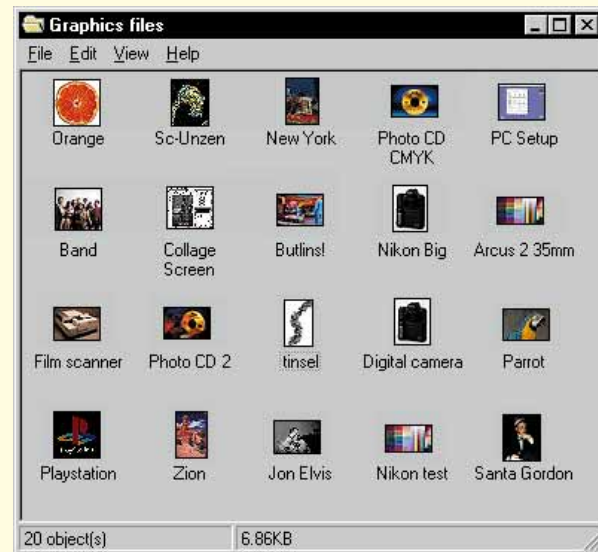 Graphics files
File Edit View Help
Orange Sc-Unzen New York Photo CD PC Setup
CMYK
Band Collage Butlins! Nikon Big Arcus 2 35mm
Screen
Film scanner Photo CD 2 tinsel Digital camera Parrot
Playstation Zion Jon Elvis Nikon test Santa Gordon
20 object(s) 6.86KB